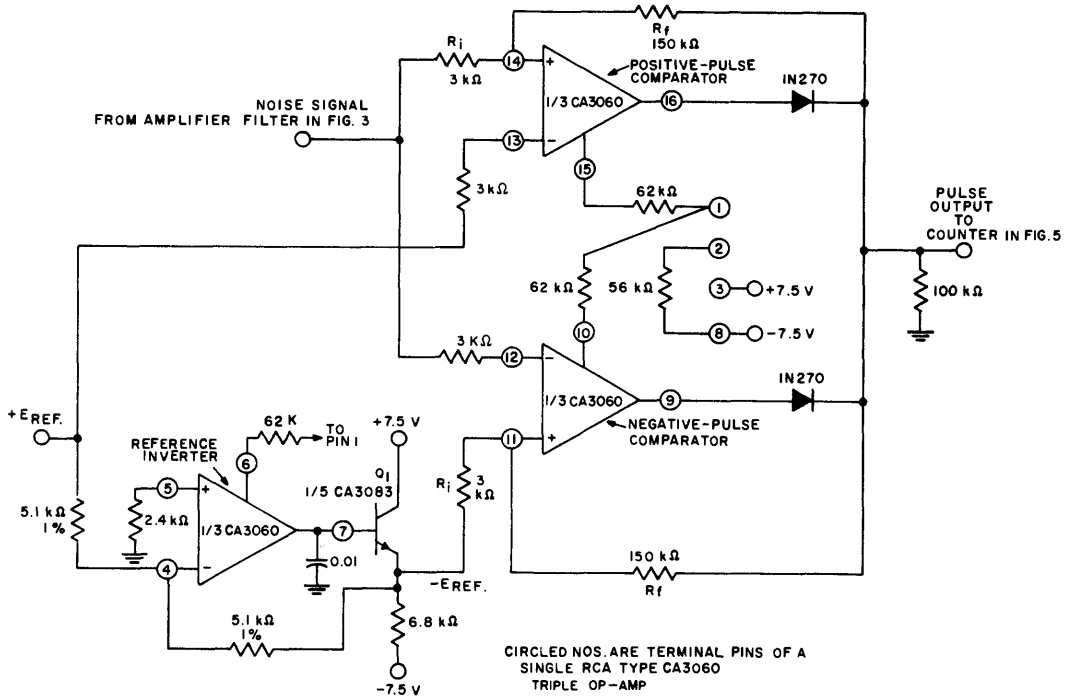 Rf
150 kΩ
Ri
3 kΩ
14
+
POSITIVE-PULSE
COMPARATOR
1/3 CA3060
16
1N270
NOISE SIGNAL
FROM AMPLIFIER FILTER IN FIG. 3
13
−
15
3 kΩ
62 kΩ
1
PULSE
OUTPUT
TO
COUNTER IN FIG.5
2
62 kΩ
56 kΩ
3
+7.5 V
100 kΩ
10
8
−7.5 V
3 KΩ
12
−
1/3 CA3060
9
1N270
NEGATIVE-PULSE
COMPARATOR
11
+
+EREF.
62 K
TO
PIN 1
+7.5 V
REFERENCE
INVERTER
6
Q1
1/5 CA3083
Ri
3
kΩ
5
+
5.1 kΩ
1%
2.4 kΩ
1/3 CA3060
7
0.01
4
−
−EREF.
150 kΩ
Rf
5.1 kΩ
1%
6.8 kΩ
−7.5 V
CIRCLED NOS. ARE TERMINAL PINS OF A
SINGLE RCA TYPE CA3060
TRIPLE OP-AMP